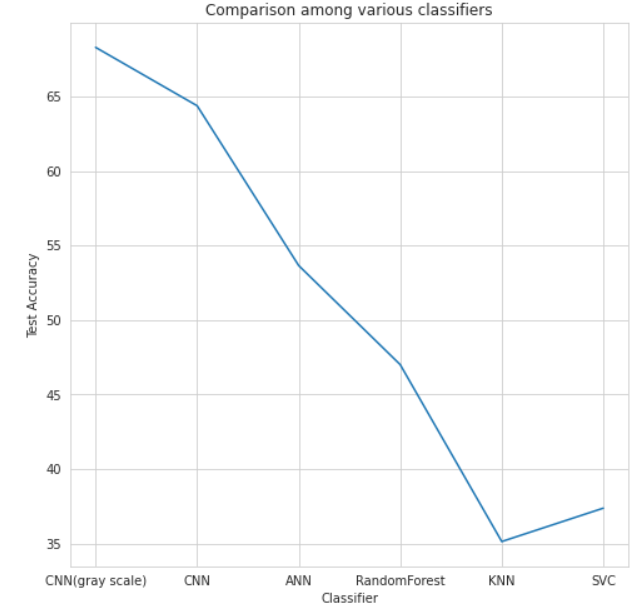 Comparison among various classifiers
Test Accuracy
65
60
55
50
45
40
35
CNN(gray scale) CNN ANN RandomForest KNN SVC
Classifier